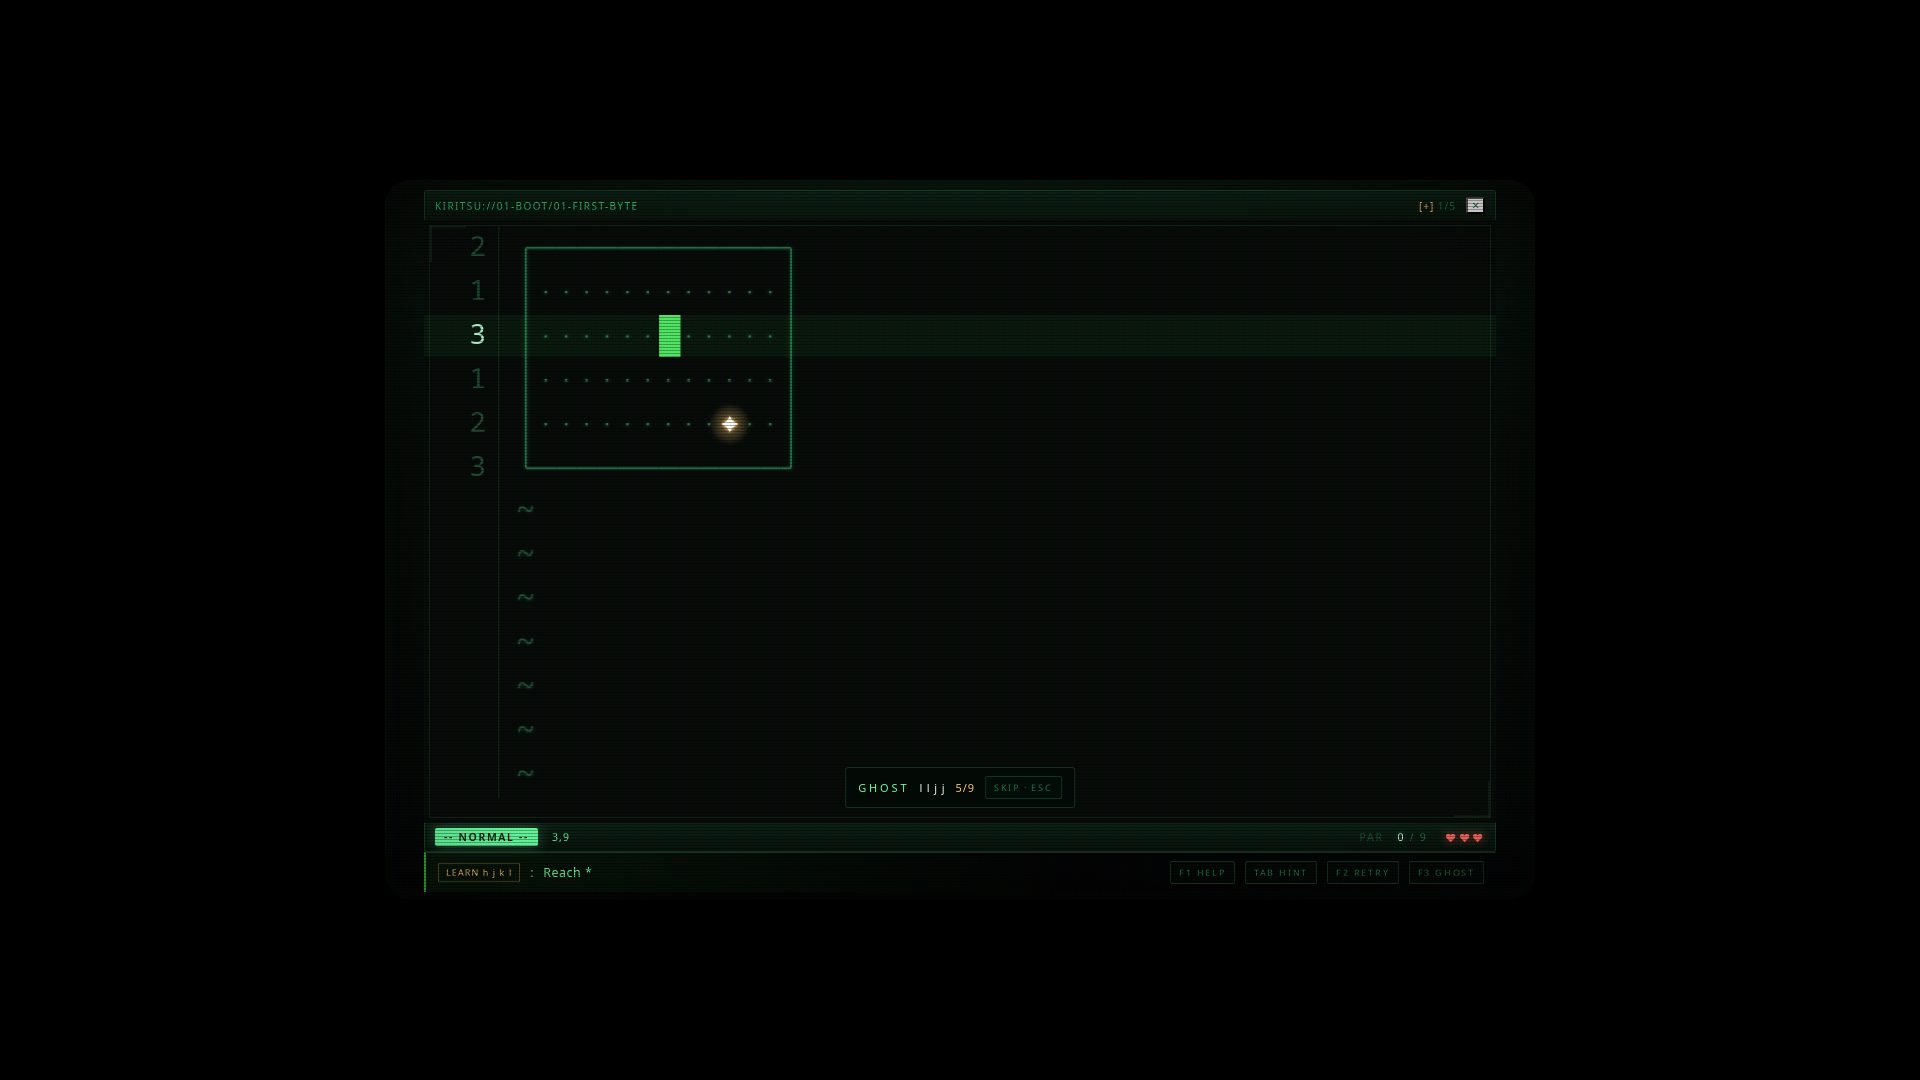 KIRITSU://01-BOOT/01-FIRST-BYTE [+] 1/5 ×
2
1 · · · · · · · · · · · ·
3 · · · · · · · · · · ·
1 · · · · · · · · · · · ·
2 · · · · · · · · · ✦ · ·
3
~
~
~
~
~
~
~
GHOST lljj 5/9 SKIP · ESC
-- NORMAL -- 3,9 PAR 0 / 9 ♥♥♥
LEARN h j k l : Reach * F1 HELP TAB HINT F2 RETRY F3 GHOST